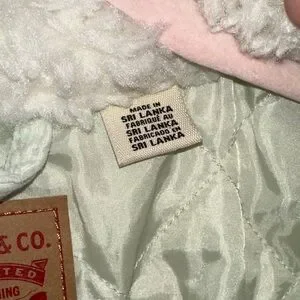 MADE IN
SRI LANKA
FABRIQUÉ AU
SRI LANKA
FABRICADO EN
SRI LANKA
& CO.